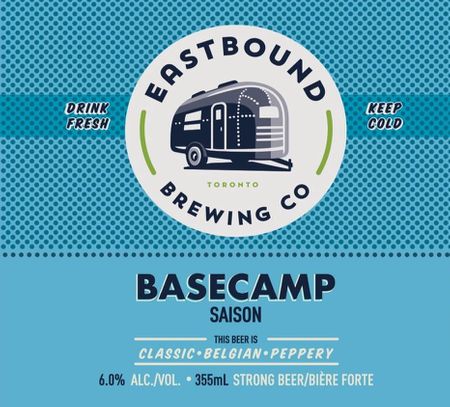 EASTBOUND
DRINK FRESH
KEEP COLD
TORONTO
BREWING CO
BASECAMP
SAISON
THIS BEER IS
CLASSIC • BELGIAN • PEPPERY
6.0% ALC./VOL. • 355mL STRONG BEER/BIÈRE FORTE